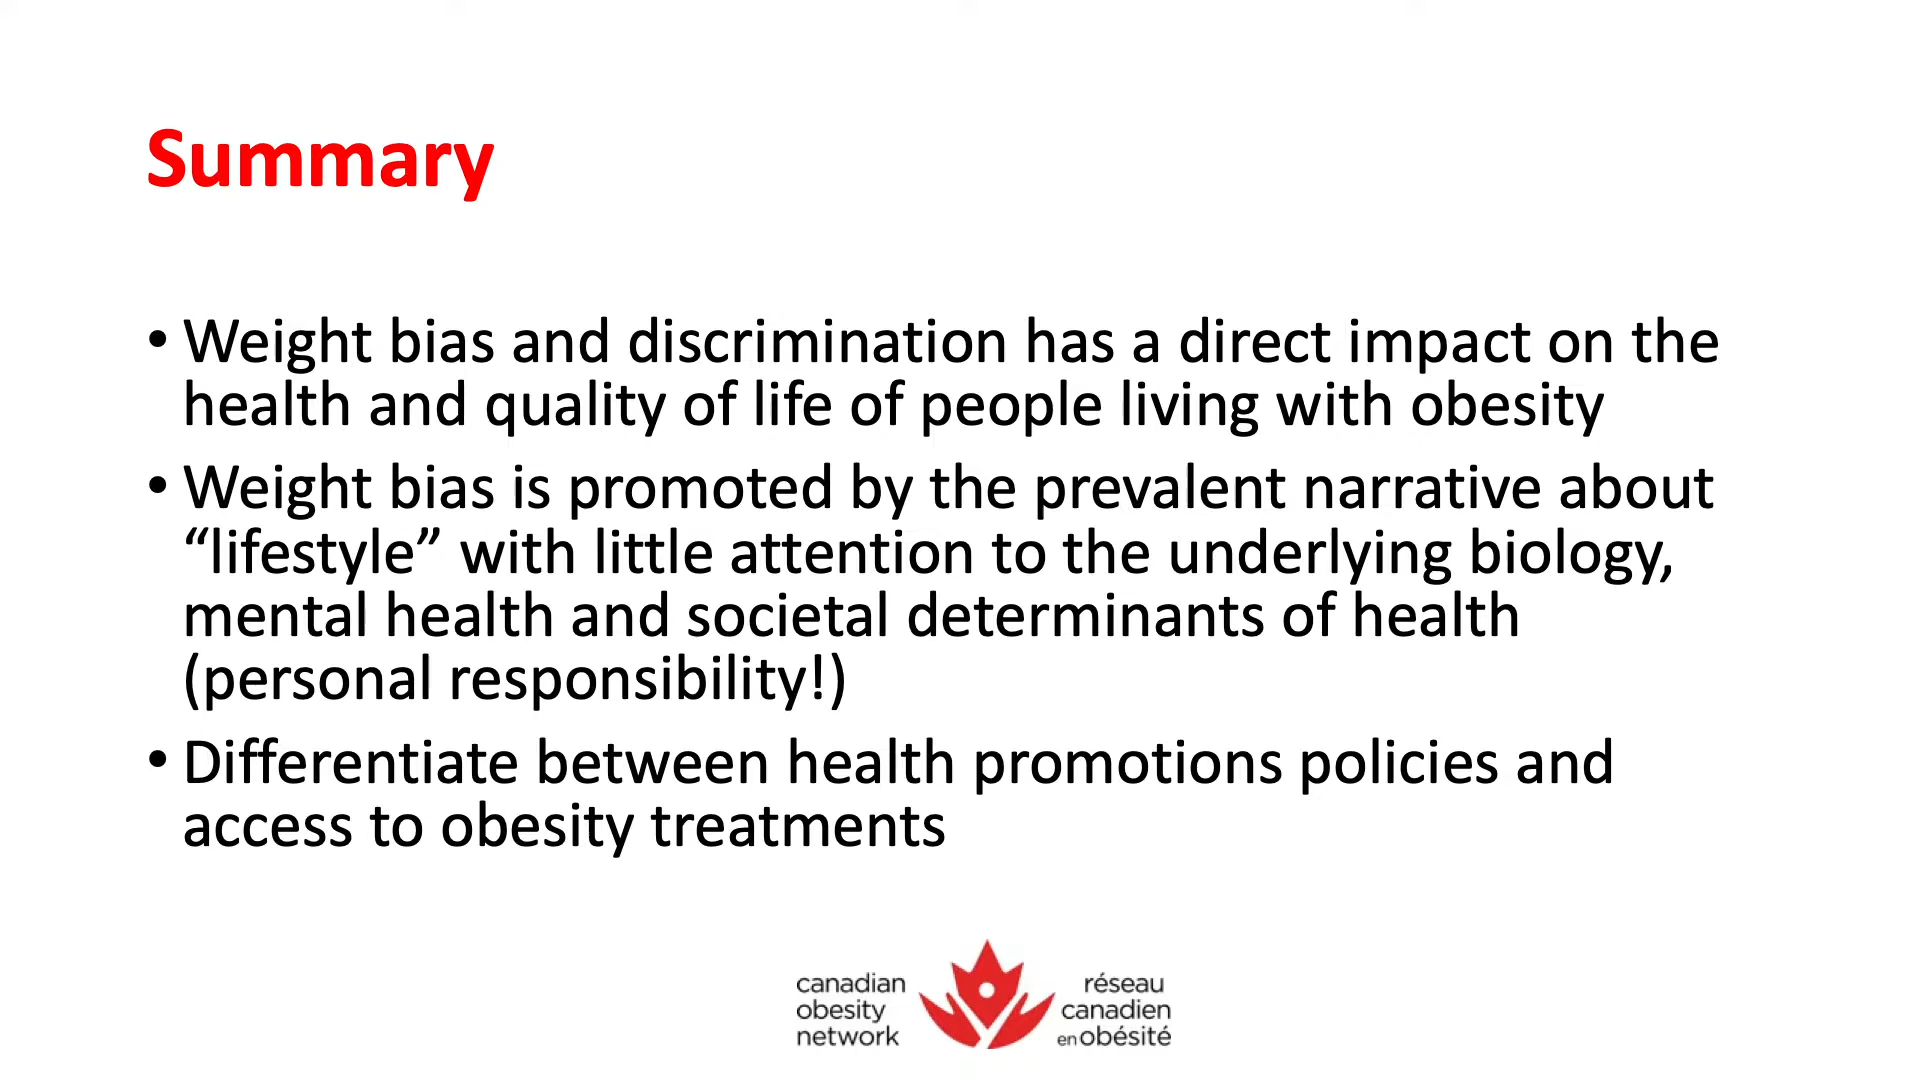 Summary
• Weight bias and discrimination has a direct impact on the
health and quality of life of people living with obesity
• Weight bias is promoted by the prevalent narrative about
“lifestyle” with little attention to the underlying biology,
mental health and societal determinants of health
(personal responsibility!)
• Differentiate between health promotions policies and
access to obesity treatments
canadian
obesity
network
réseau
canadien
en obésité